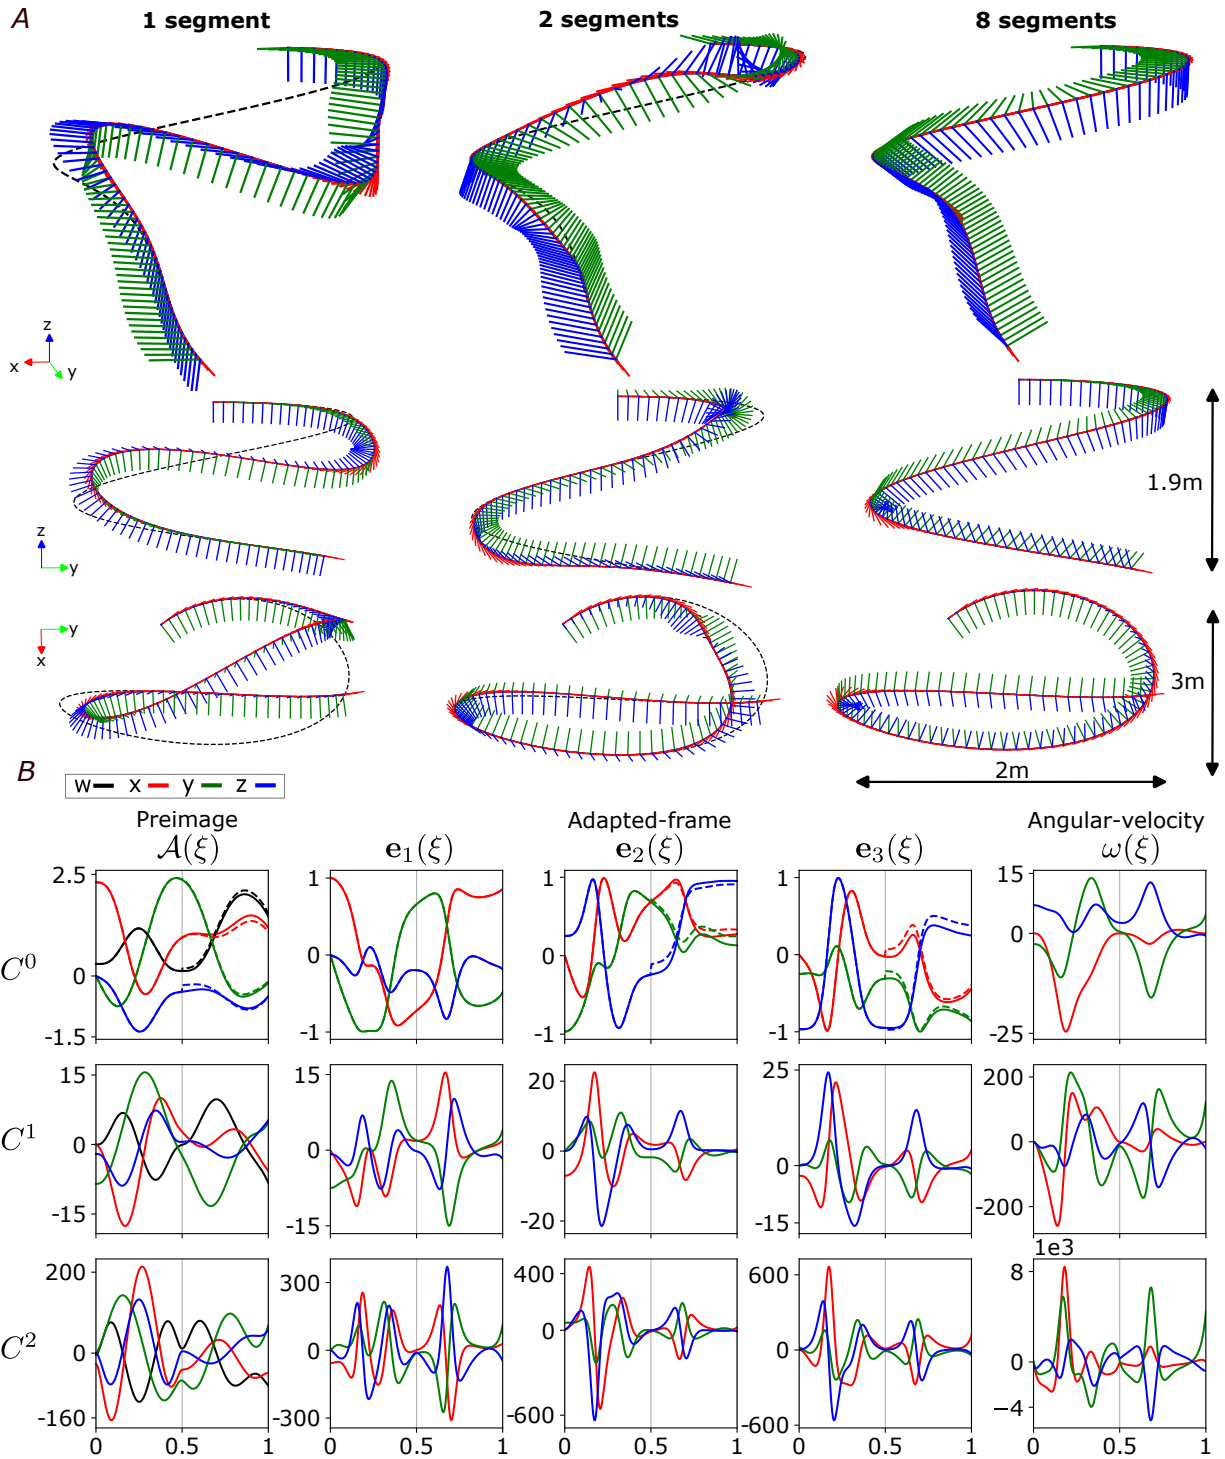 A
1 segment 2 segments 8 segments
z
x
y
z
y
1.9m
y
x
3m
2m
B
w x y z
Preimage Adapted-frame Angular-velocity
𝒜(ξ) e₁(ξ) e₂(ξ) e₃(ξ) ω(ξ)
C⁰
2.5 0 -1.5
1 0 -1
1 0 -1
1 0 -1
15 0 -25
C¹
15 0 -15
15 0 -15
20 0 -20
25 0 -15
200 0 -200
C²
200 0 -160
300 0 -300
400 0 -600
600 0 -600
1e3
8 0 −4
0 0.5 1 0 0.5 1 0 0.5 1 0 0.5 1 0 0.5 1